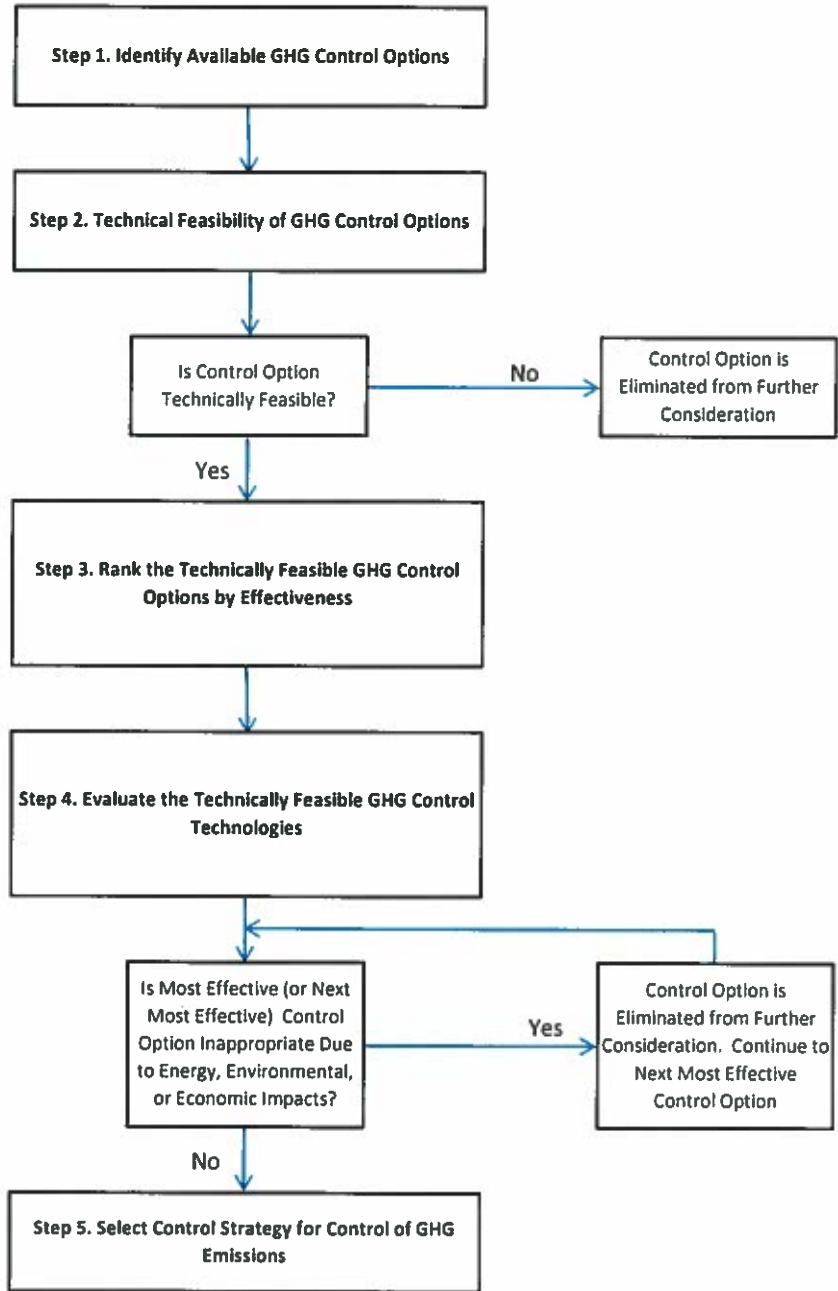 Step 1. Identify Available GHG Control Options
Step 2. Technical Feasibility of GHG Control Options
Is Control Option
Technically Feasible?
No
Control Option is
Eliminated from Further
Consideration
Yes
Step 3. Rank the Technically Feasible GHG Control
Options by Effectiveness
Step 4. Evaluate the Technically Feasible GHG Control
Technologies
Is Most Effective (or Next
Most Effective) Control
Option Inappropriate Due
to Energy, Environmental,
or Economic Impacts?
Yes
Control Option is
Eliminated from Further
Consideration. Continue to
Next Most Effective
Control Option
No
Step 5. Select Control Strategy for Control of GHG
Emissions